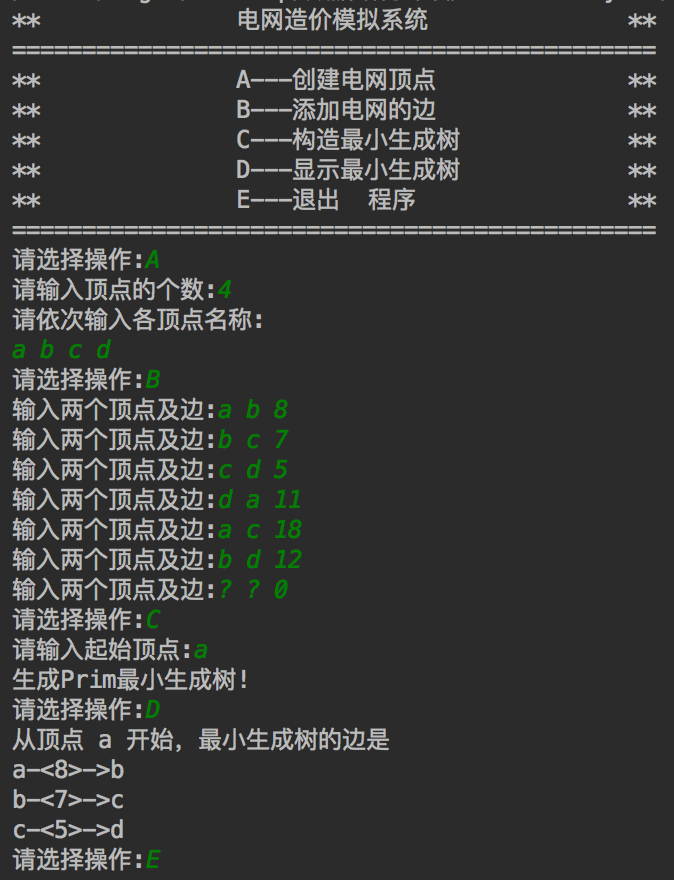 ** 电网造价模拟系统 **
==============================================
** A---创建电网顶点 **
** B---添加电网的边 **
** C---构造最小生成树 **
** D---显示最小生成树 **
** E---退出 程序 **
==============================================
请选择操作:A
请输入顶点的个数:4
请依次输入各顶点名称:
a b c d
请选择操作:B
输入两个顶点及边:a b 8
输入两个顶点及边:b c 7
输入两个顶点及边:c d 5
输入两个顶点及边:d a 11
输入两个顶点及边:a c 18
输入两个顶点及边:b d 12
输入两个顶点及边:? ? 0
请选择操作:C
请输入起始顶点:a
生成Prim最小生成树!
请选择操作:D
从顶点 a 开始, 最小生成树的边是
a-<8>->b
b-<7>->c
c-<5>->d
请选择操作:E